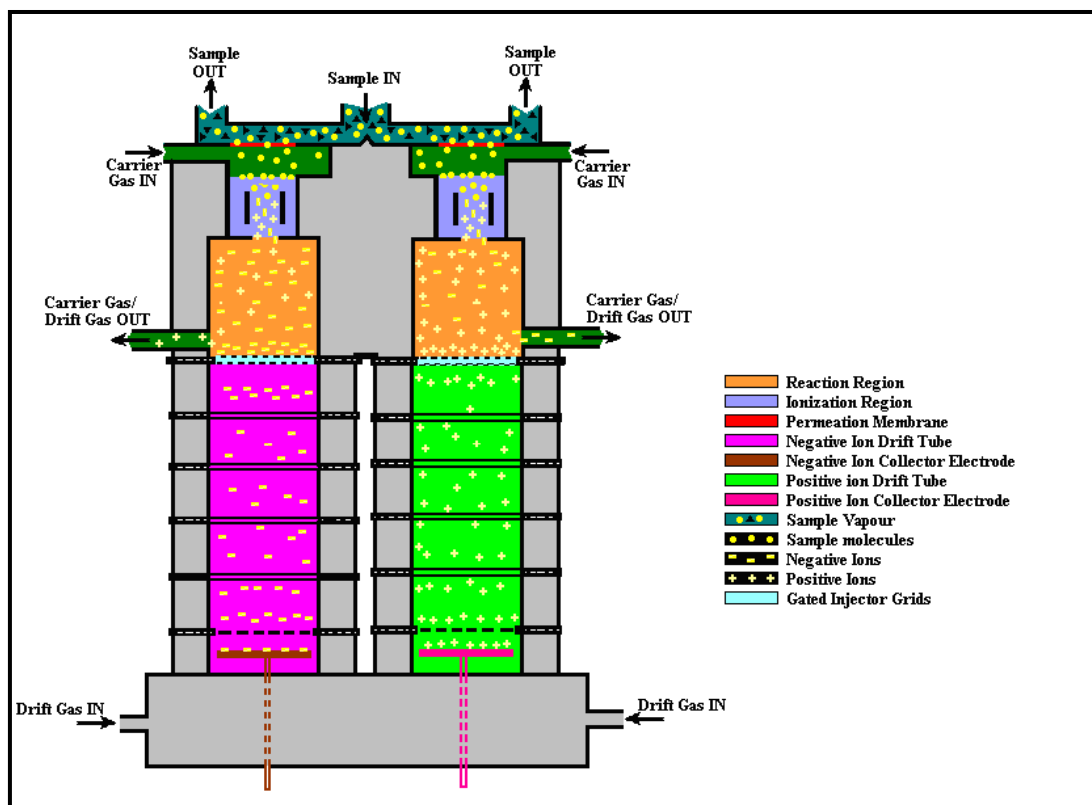 Sample
OUT
Sample IN
Sample
OUT
Carrier
Gas IN
Carrier
Gas IN
Carrier Gas/
Drift Gas OUT
Carrier Gas/
Drift Gas OUT
Reaction Region
Ionization Region
Permeation Membrane
Negative Ion Drift Tube
Negative Ion Collector Electrode
Positive ion Drift Tube
Positive Ion Collector Electrode
Sample Vapour
Sample molecules
Negative Ions
Positive Ions
Gated Injector Grids
Drift Gas IN
Drift Gas IN